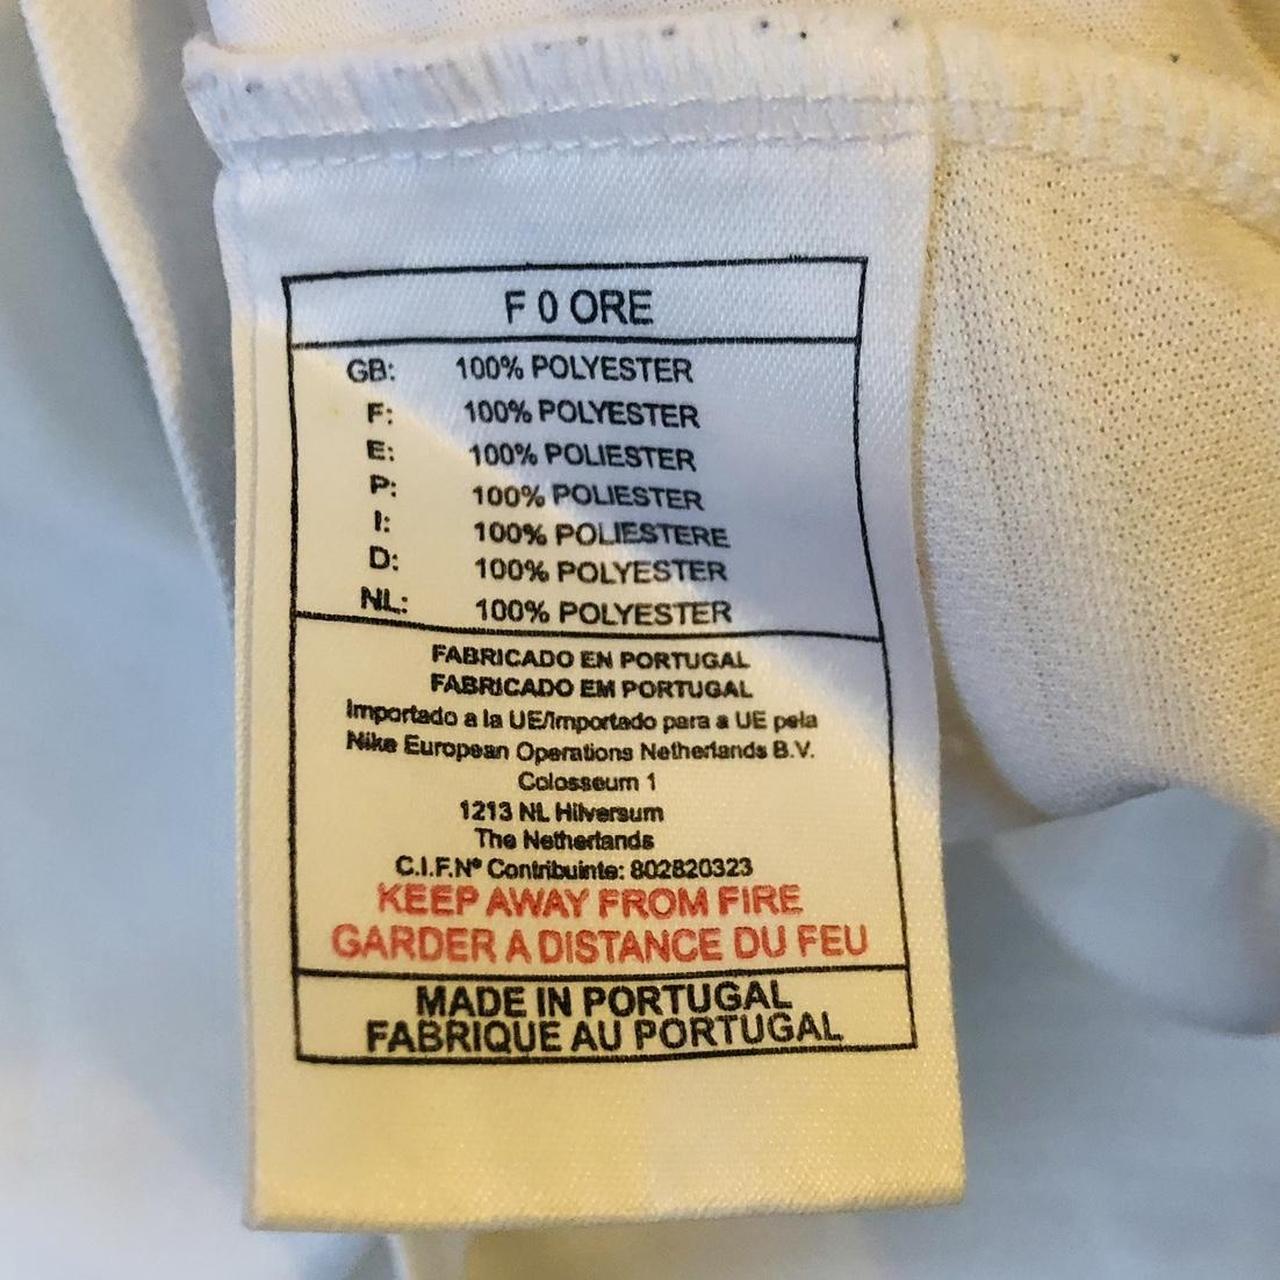 F 0 ORE
GB: 100% POLYESTER
F: 100% POLYESTER
E: 100% POLIESTER
P: 100% POLIESTER
I: 100% POLIESTERE
D: 100% POLYESTER
NL: 100% POLYESTER
FABRICADO EN PORTUGAL
FABRICADO EM PORTUGAL
Importado a la UE/Importado para a UE pela
Nike European Operations Netherlands B.V.
Colosseum 1
1213 NL Hilversum
The Netherlands
C.I.F.Nº Contribuinte: 802820323
KEEP AWAY FROM FIRE
GARDER A DISTANCE DU FEU
MADE IN PORTUGAL
FABRIQUE AU PORTUGAL